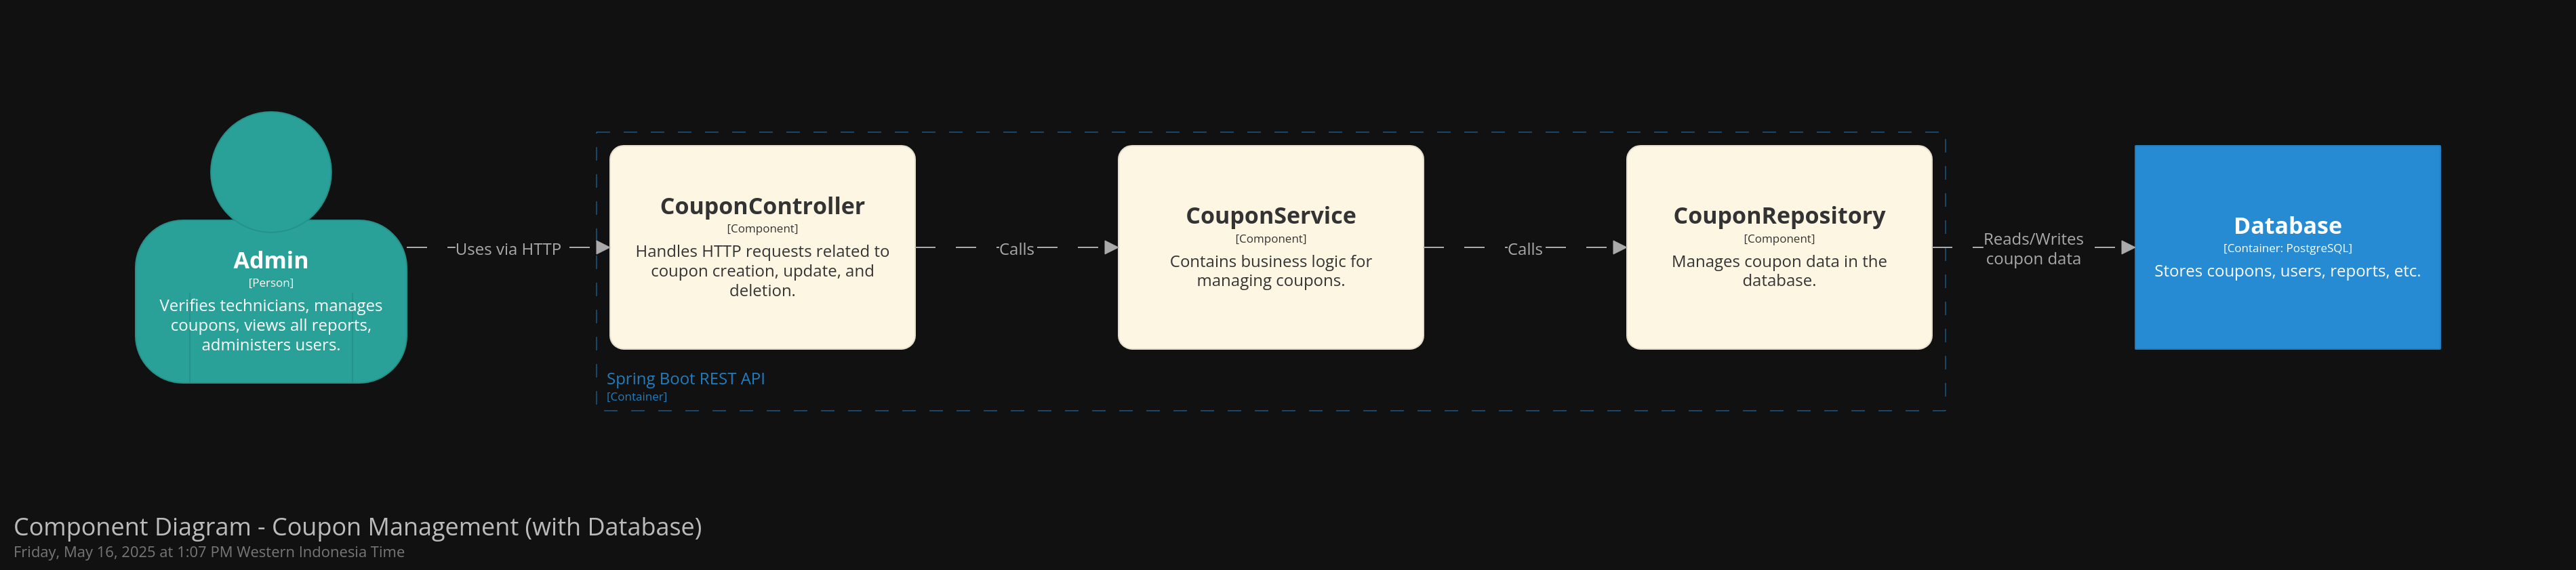 Admin
[Person]
Verifies technicians, manages
coupons, views all reports,
administers users.
Uses via HTTP
CouponController
[Component]
Handles HTTP requests related to
coupon creation, update, and
deletion.
Calls
CouponService
[Component]
Contains business logic for
managing coupons.
Calls
CouponRepository
[Component]
Manages coupon data in the
database.
Spring Boot REST API
[Container]
Reads/Writes
coupon data
Database
[Container: PostgreSQL]
Stores coupons, users, reports, etc.
Component Diagram - Coupon Management (with Database)
Friday, May 16, 2025 at 1:07 PM Western Indonesia Time